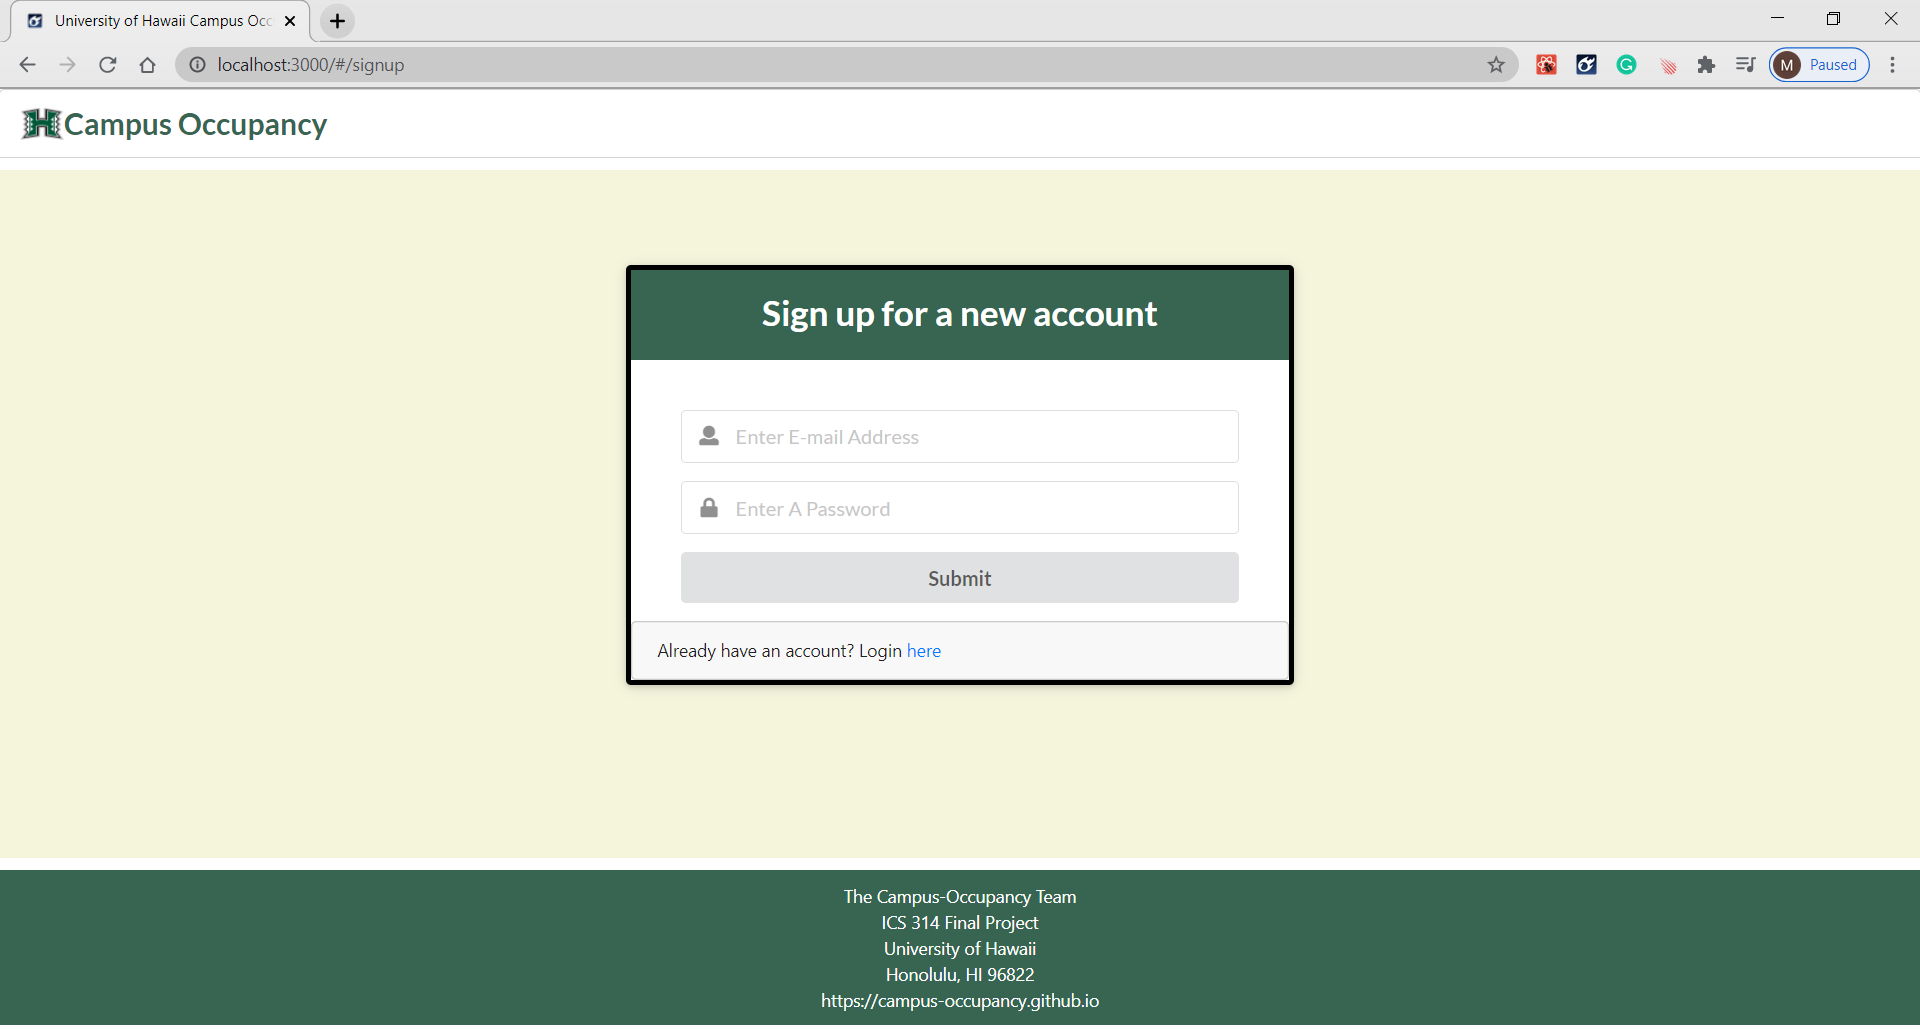 University of Hawaii Campus Occ
localhost:3000/#/signup
M Paused
Campus Occupancy
Sign up for a new account
Enter E-mail Address
Enter A Password
Submit
Already have an account? Login here
The Campus-Occupancy Team
ICS 314 Final Project
University of Hawaii
Honolulu, HI 96822
https://campus-occupancy.github.io